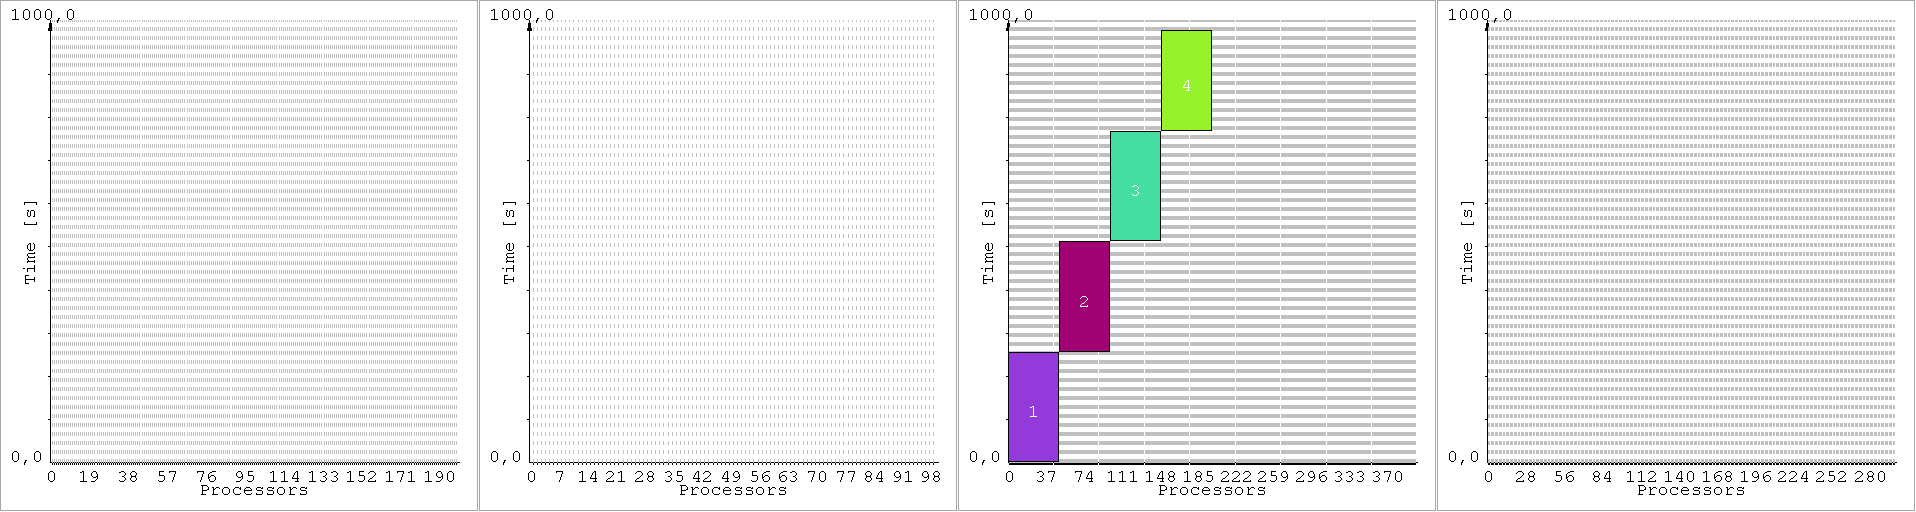 1000,0
Time [s]
0,0
0 19 38 57 76 95 114 133 152 171 190
Processors
1000,0
Time [s]
0,0
0 7 14 21 28 35 42 49 56 63 70 77 84 91 98
Processors
1000,0
4
3
Time [s]
2
1
0,0
0 37 74 111 148 185 222 259 296 333 370
Processors
1000,0
Time [s]
0,0
0 28 56 84 112 140 168 196 224 252 280
Processors